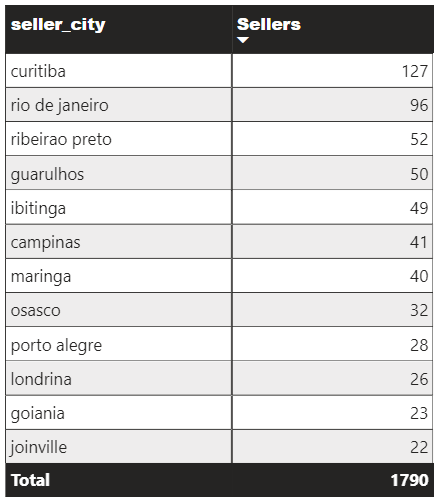 seller_city Sellers
curitiba 127
rio de janeiro 96
ribeirao preto 52
guarulhos 50
ibitinga 49
campinas 41
maringa 40
osasco 32
porto alegre 28
londrina 26
goiania 23
joinville 22
Total 1790